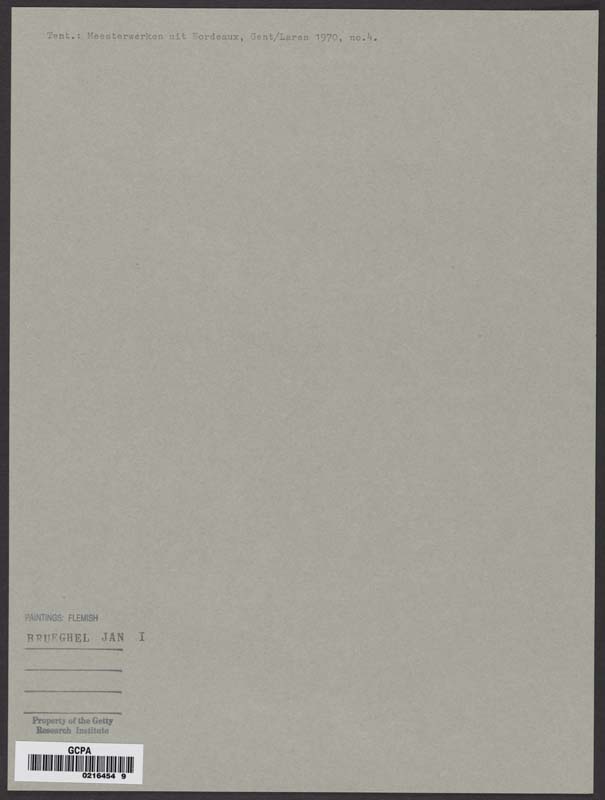 Tent.: Meesterwerken uit Bordeaux, Gent/Laren 1970, no.4.
PAINTINGS: FLEMISH
BRUEGHEL JAN I
Property of the Getty
Research Institute
GCPA
0216454 9